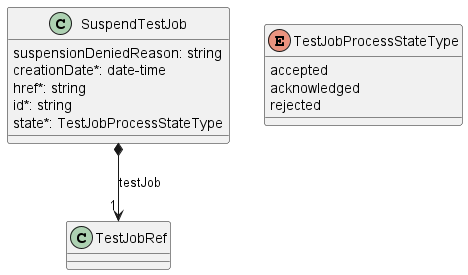 C SuspendTestJob
suspensionDeniedReason: string
creationDate*: date-time
href*: string
id*: string
state*: TestJobProcessStateType
E TestJobProcessStateType
accepted
acknowledged
rejected
testJob
1
C TestJobRef